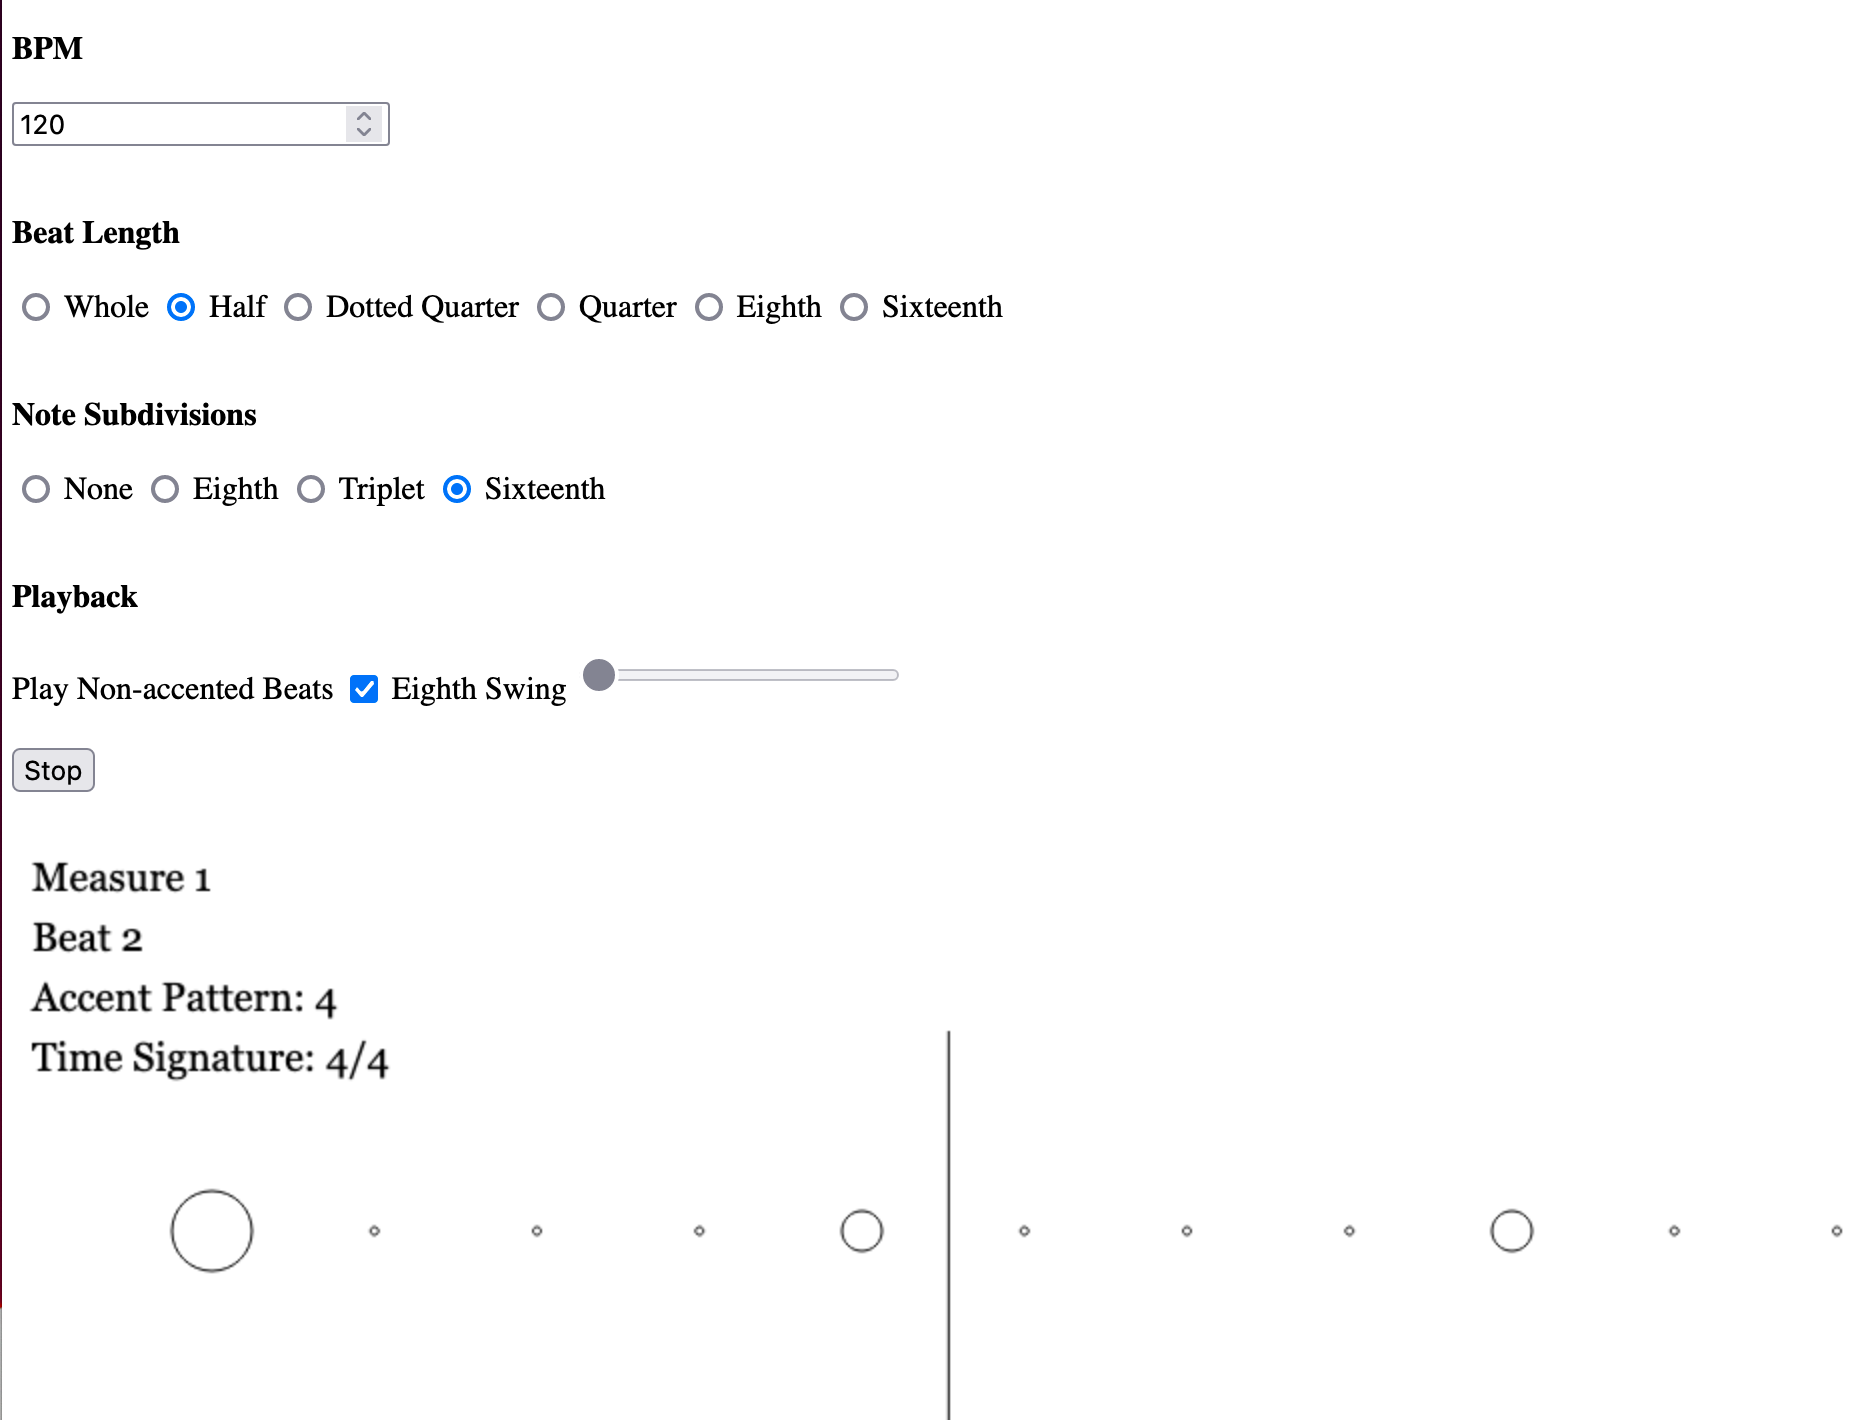 BPM
120
Beat Length
Whole Half Dotted Quarter Quarter Eighth Sixteenth
Note Subdivisions
None Eighth Triplet Sixteenth
Playback
Play Non-accented Beats Eighth Swing
Stop
Measure 1
Beat 2
Accent Pattern: 4
Time Signature: 4/4